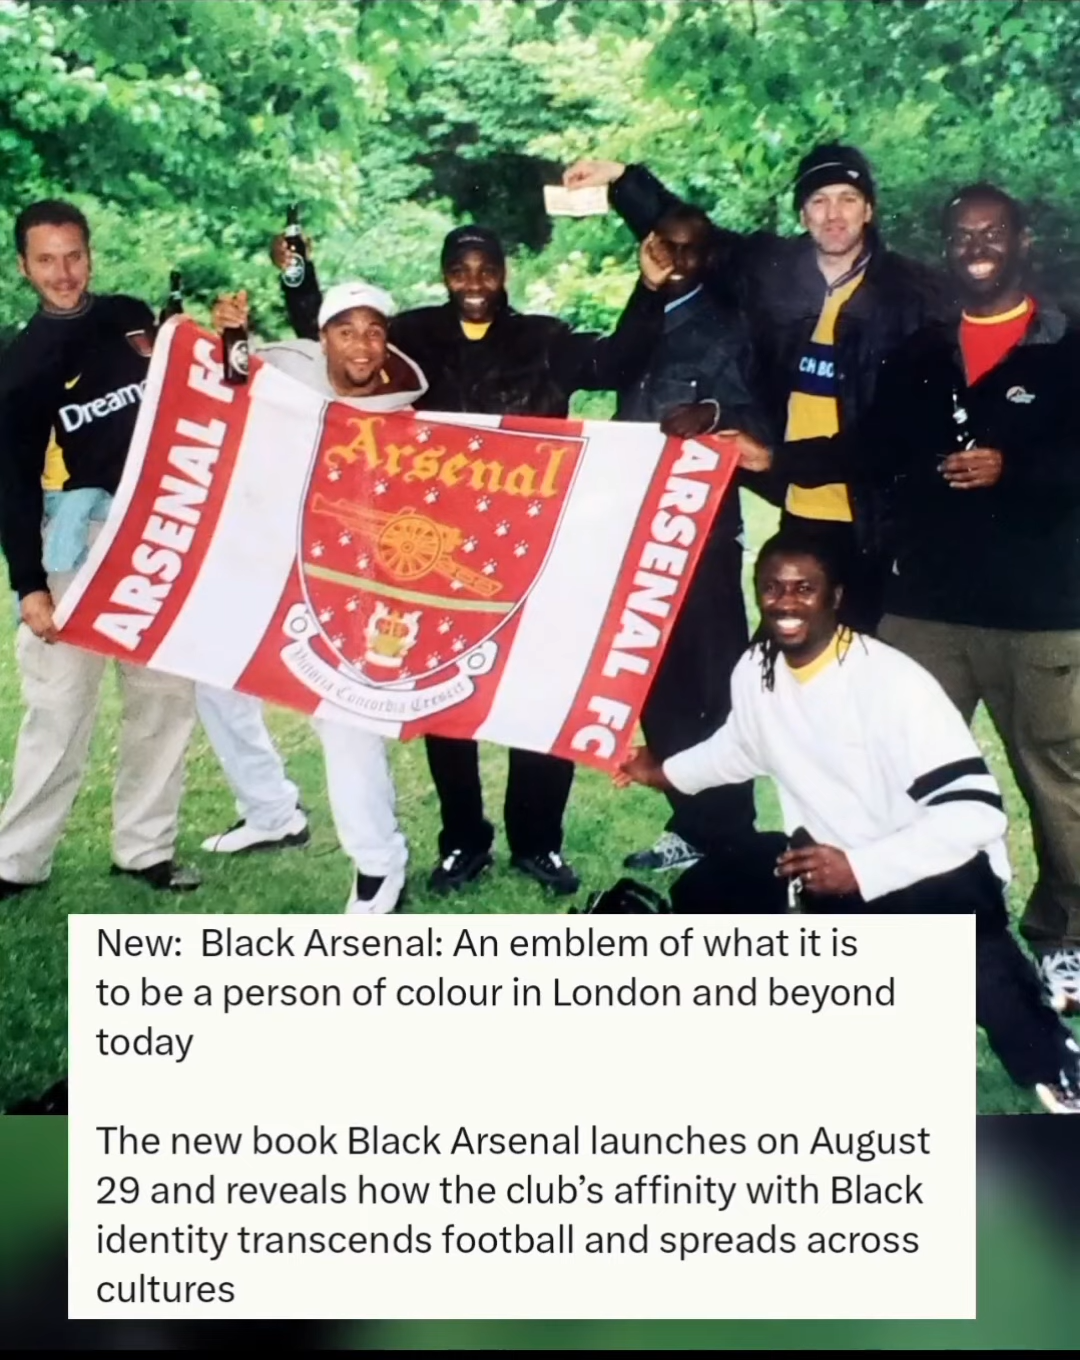 Dream
ARSENAL FC
Arsenal
Victoria Concordia Crescit
ARSENAL FC
New:  Black Arsenal: An emblem of what it is
to be a person of colour in London and beyond
today
The new book Black Arsenal launches on August
29 and reveals how the club’s affinity with Black
identity transcends football and spreads across
cultures